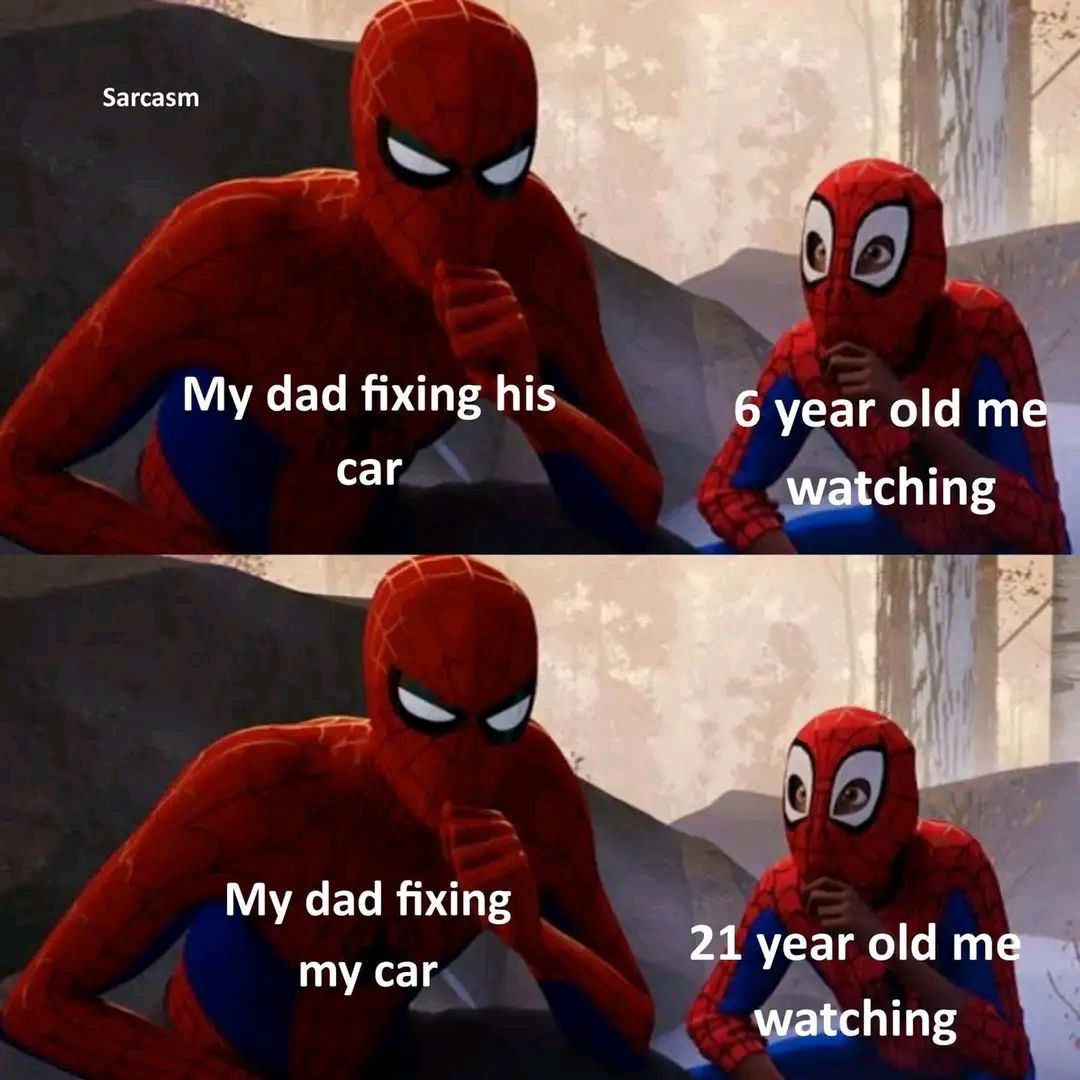 Sarcasm
My dad fixing his
car
6 year old me
watching
My dad fixing
my car
21 year old me
watching